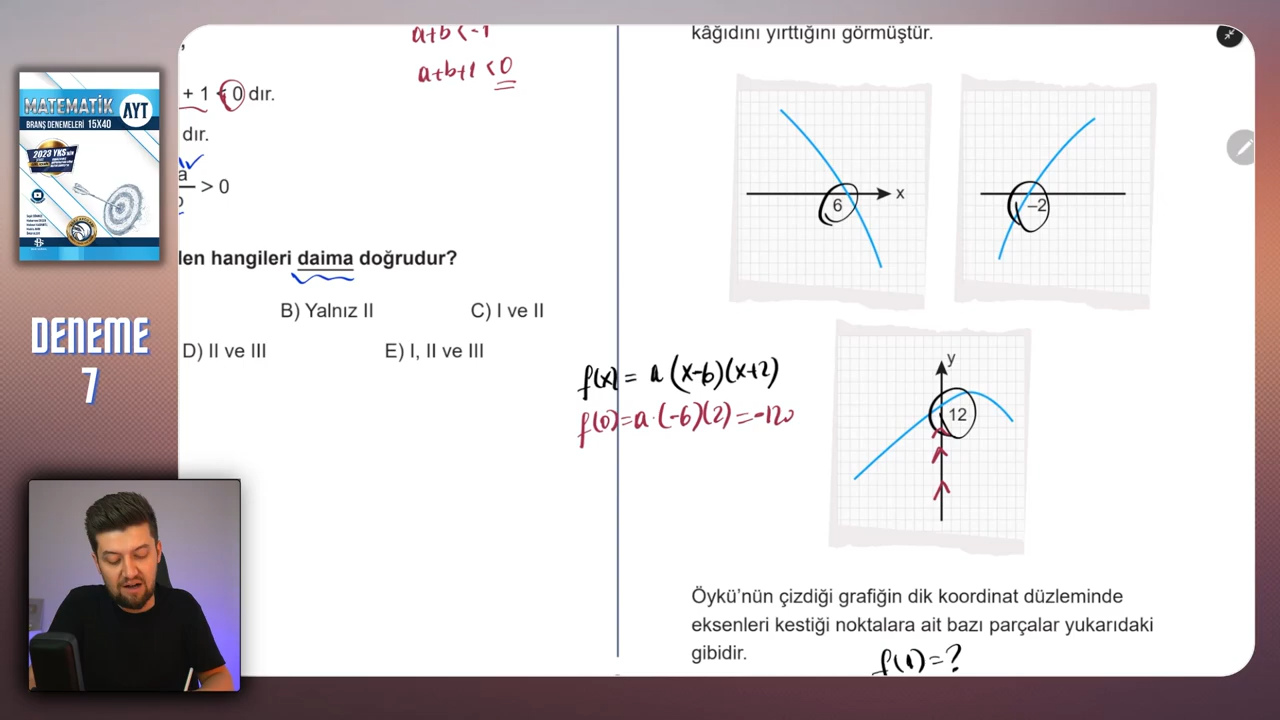 MATEMATİK
AYT
BRANŞ DENEMELERİ 15X40
2023 YKS'NİN
DENEME
7
a+b<-1
a+b+1<0
+ 1 < 0 dır.
dır.
a
> 0
len hangileri daima doğrudur?
B) Yalnız II
C) I ve II
D) II ve III
E) I, II ve III
kâğıdını yırttığını görmüştür.
6
x
–2
y
12
f(x) = a(x-6)(x+2)
f(0)=a·(-6)(2)=-12a
Öykü'nün çizdiği grafiğin dik koordinat düzleminde
eksenleri kestiği noktalara ait bazı parçalar yukarıdaki
gibidir.
f(1)=?